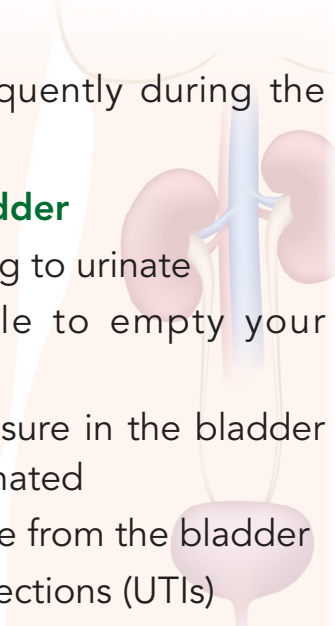 quently during the
dder
g to urinate
le to empty your
sure in the bladder
nated
e from the bladder
ections (UTIs)